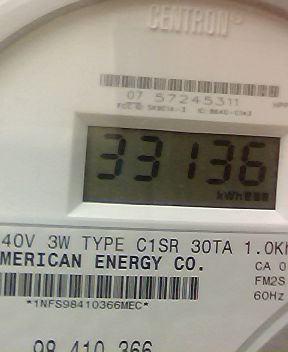 CENTRON®
07 57245311
33136
kWh
40V 3W TYPE C1SR 30TA 1.0Kh
MERICAN ENERGY CO.
CA 0
FM2S
60Hz
*1NFS98410366MEC*
98 410 366